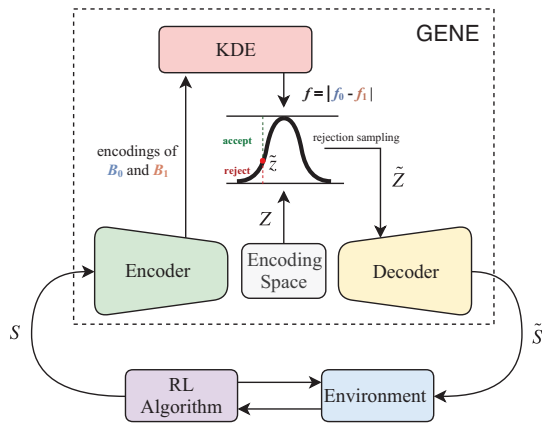 GENE
KDE
f = |f₀ - f₁|
accept
rejection sampling
encodings of
B₀ and B₁
z̃
reject
Z̃
Z
Encoder
Encoding
Space
Decoder
S
S̃
RL
Algorithm
Environment